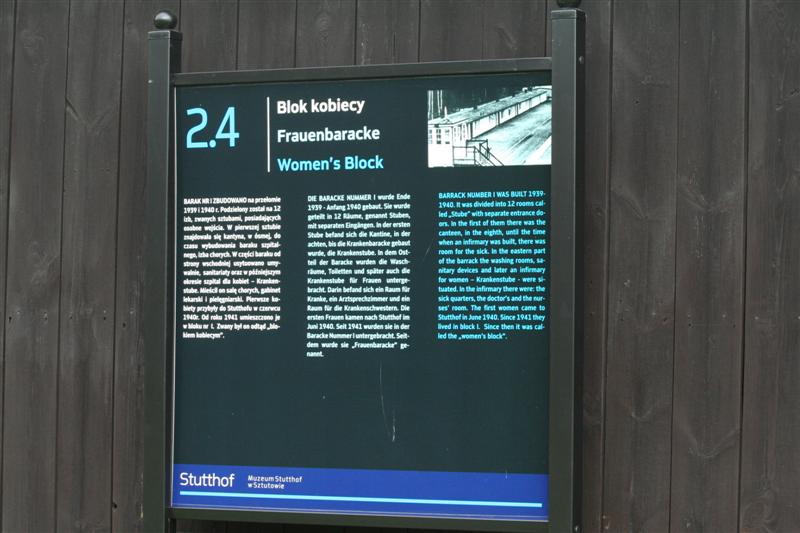 2.4
Blok kobiecy
Frauenbaracke
Women's Block
BARAK NR I ZBUDOWANO na przełomie
1939 i 1940 r. Podzielony został na 12
izb, zwanych sztubami, posiadających
osobne wejścia. W pierwszej sztubie
znajdowała się kantyna, w ósmej, do
czasu wybudowania baraku szpital-
nego, izba chorych. W części baraku od
strony wschodniej usytuowano umy-
walnie, sanitariaty oraz w późniejszym
okresie szpital dla kobiet – Kranken-
stube. Mieścił on salę chorych, gabinet
lekarski i pielęgniarski. Pierwsze ko-
biety przybyły do Stutthofu w czerwcu
1940r. Od roku 1941 umieszczono je
w bloku nr I. Zwany był on odtąd „blo-
kiem kobiecym".
DIE BARACKE NUMMER I wurde Ende
1939 - Anfang 1940 gebaut. Sie wurde
geteilt in 12 Räume, genannt Stuben,
mit separaten Eingängen. In der ersten
Stube befand sich die Kantine, in der
achten, bis die Krankenbaracke gebaut
wurde, die Krankenstube. In dem Ost-
teil der Baracke wurden die Wasch-
räume, Toiletten und später auch die
Krankenstube für Frauen unterge-
bracht. Darin befand sich ein Raum für
Kranke, ein Arztsprechzimmer und ein
Raum für die Krankenschwestern. Die
ersten Frauen kamen nach Stutthof im
Juni 1940. Seit 1941 wurden sie in der
Baracke Nummer I untergebracht. Seit-
dem wurde sie „Frauenbaracke" ge-
nannt.
BARRACK NUMBER I WAS BUILT 1939-
1940. It was divided into 12 rooms cal-
led „Stube" with separate entrance do-
ors. In the first of them there was the
canteen, in the eighth, until the time
when an infirmary was built, there was
room for the sick. In the eastern part
of the barrack the washing rooms, sa-
nitary devices and later an infirmary
for women – Krankenstube - were si-
tuated. In the infirmary there were: the
sick quarters, the doctor's and the nur-
ses' room. The first women came to
Stutthof in June 1940. Since 1941 they
lived in block I. Since then it was cal-
led the „women's block".
Stutthof
Muzeum Stutthof
w Sztutowie